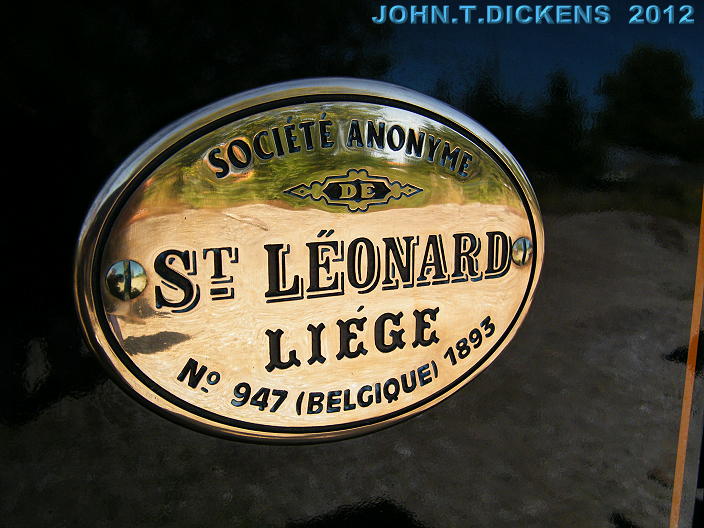 JOHN.T.DICKENS 2012
SOCIÉTÉ ANONYME
DE
ST LÉONARD
LIÉGE
No 947 (BELGIQUE) 1893